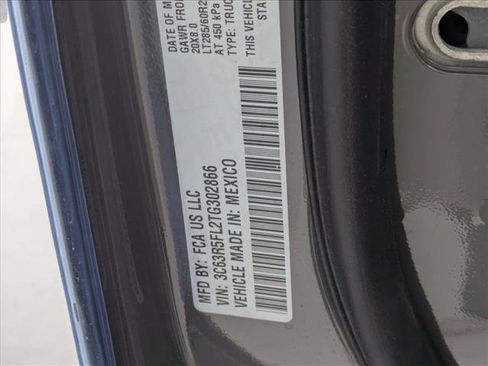 DATE OF M
GAWR FRO
20X8.0
LT285/60R2
AT 450 kPa
TYPE: TRUC
THIS VEHICL
STA
MFD BY: FCA US LLC
VIN: 3C63R5FL2TG302866
VEHICLE MADE IN: MEXICO